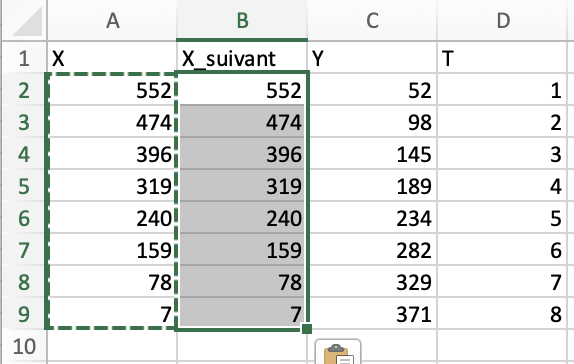 A B C D
1 X X_suivant Y T
2 552 552 52 1
3 474 474 98 2
4 396 396 145 3
5 319 319 189 4
6 240 240 234 5
7 159 159 282 6
8 78 78 329 7
9 7 7 371 8
10